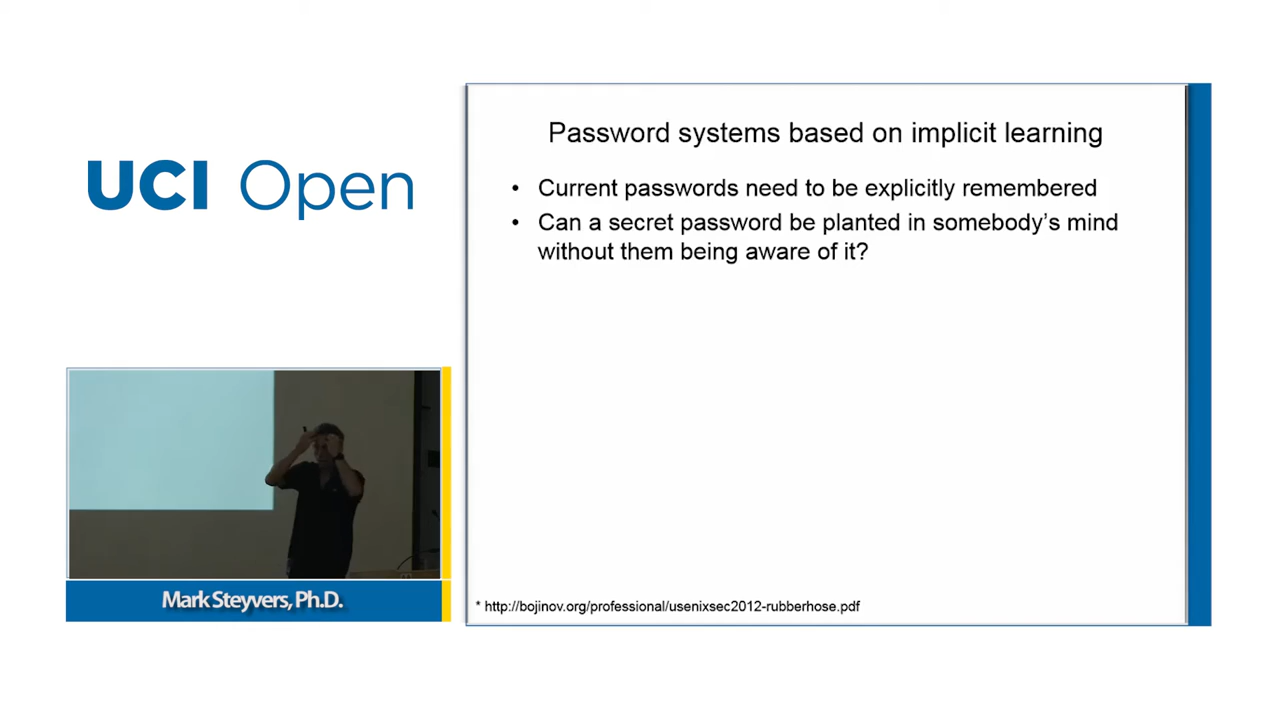 UCI Open
Password systems based on implicit learning
• Current passwords need to be explicitly remembered
• Can a secret password be planted in somebody's mind
without them being aware of it?
Mark Steyvers, Ph.D.
* http://bojinov.org/professional/usenixsec2012-rubberhose.pdf